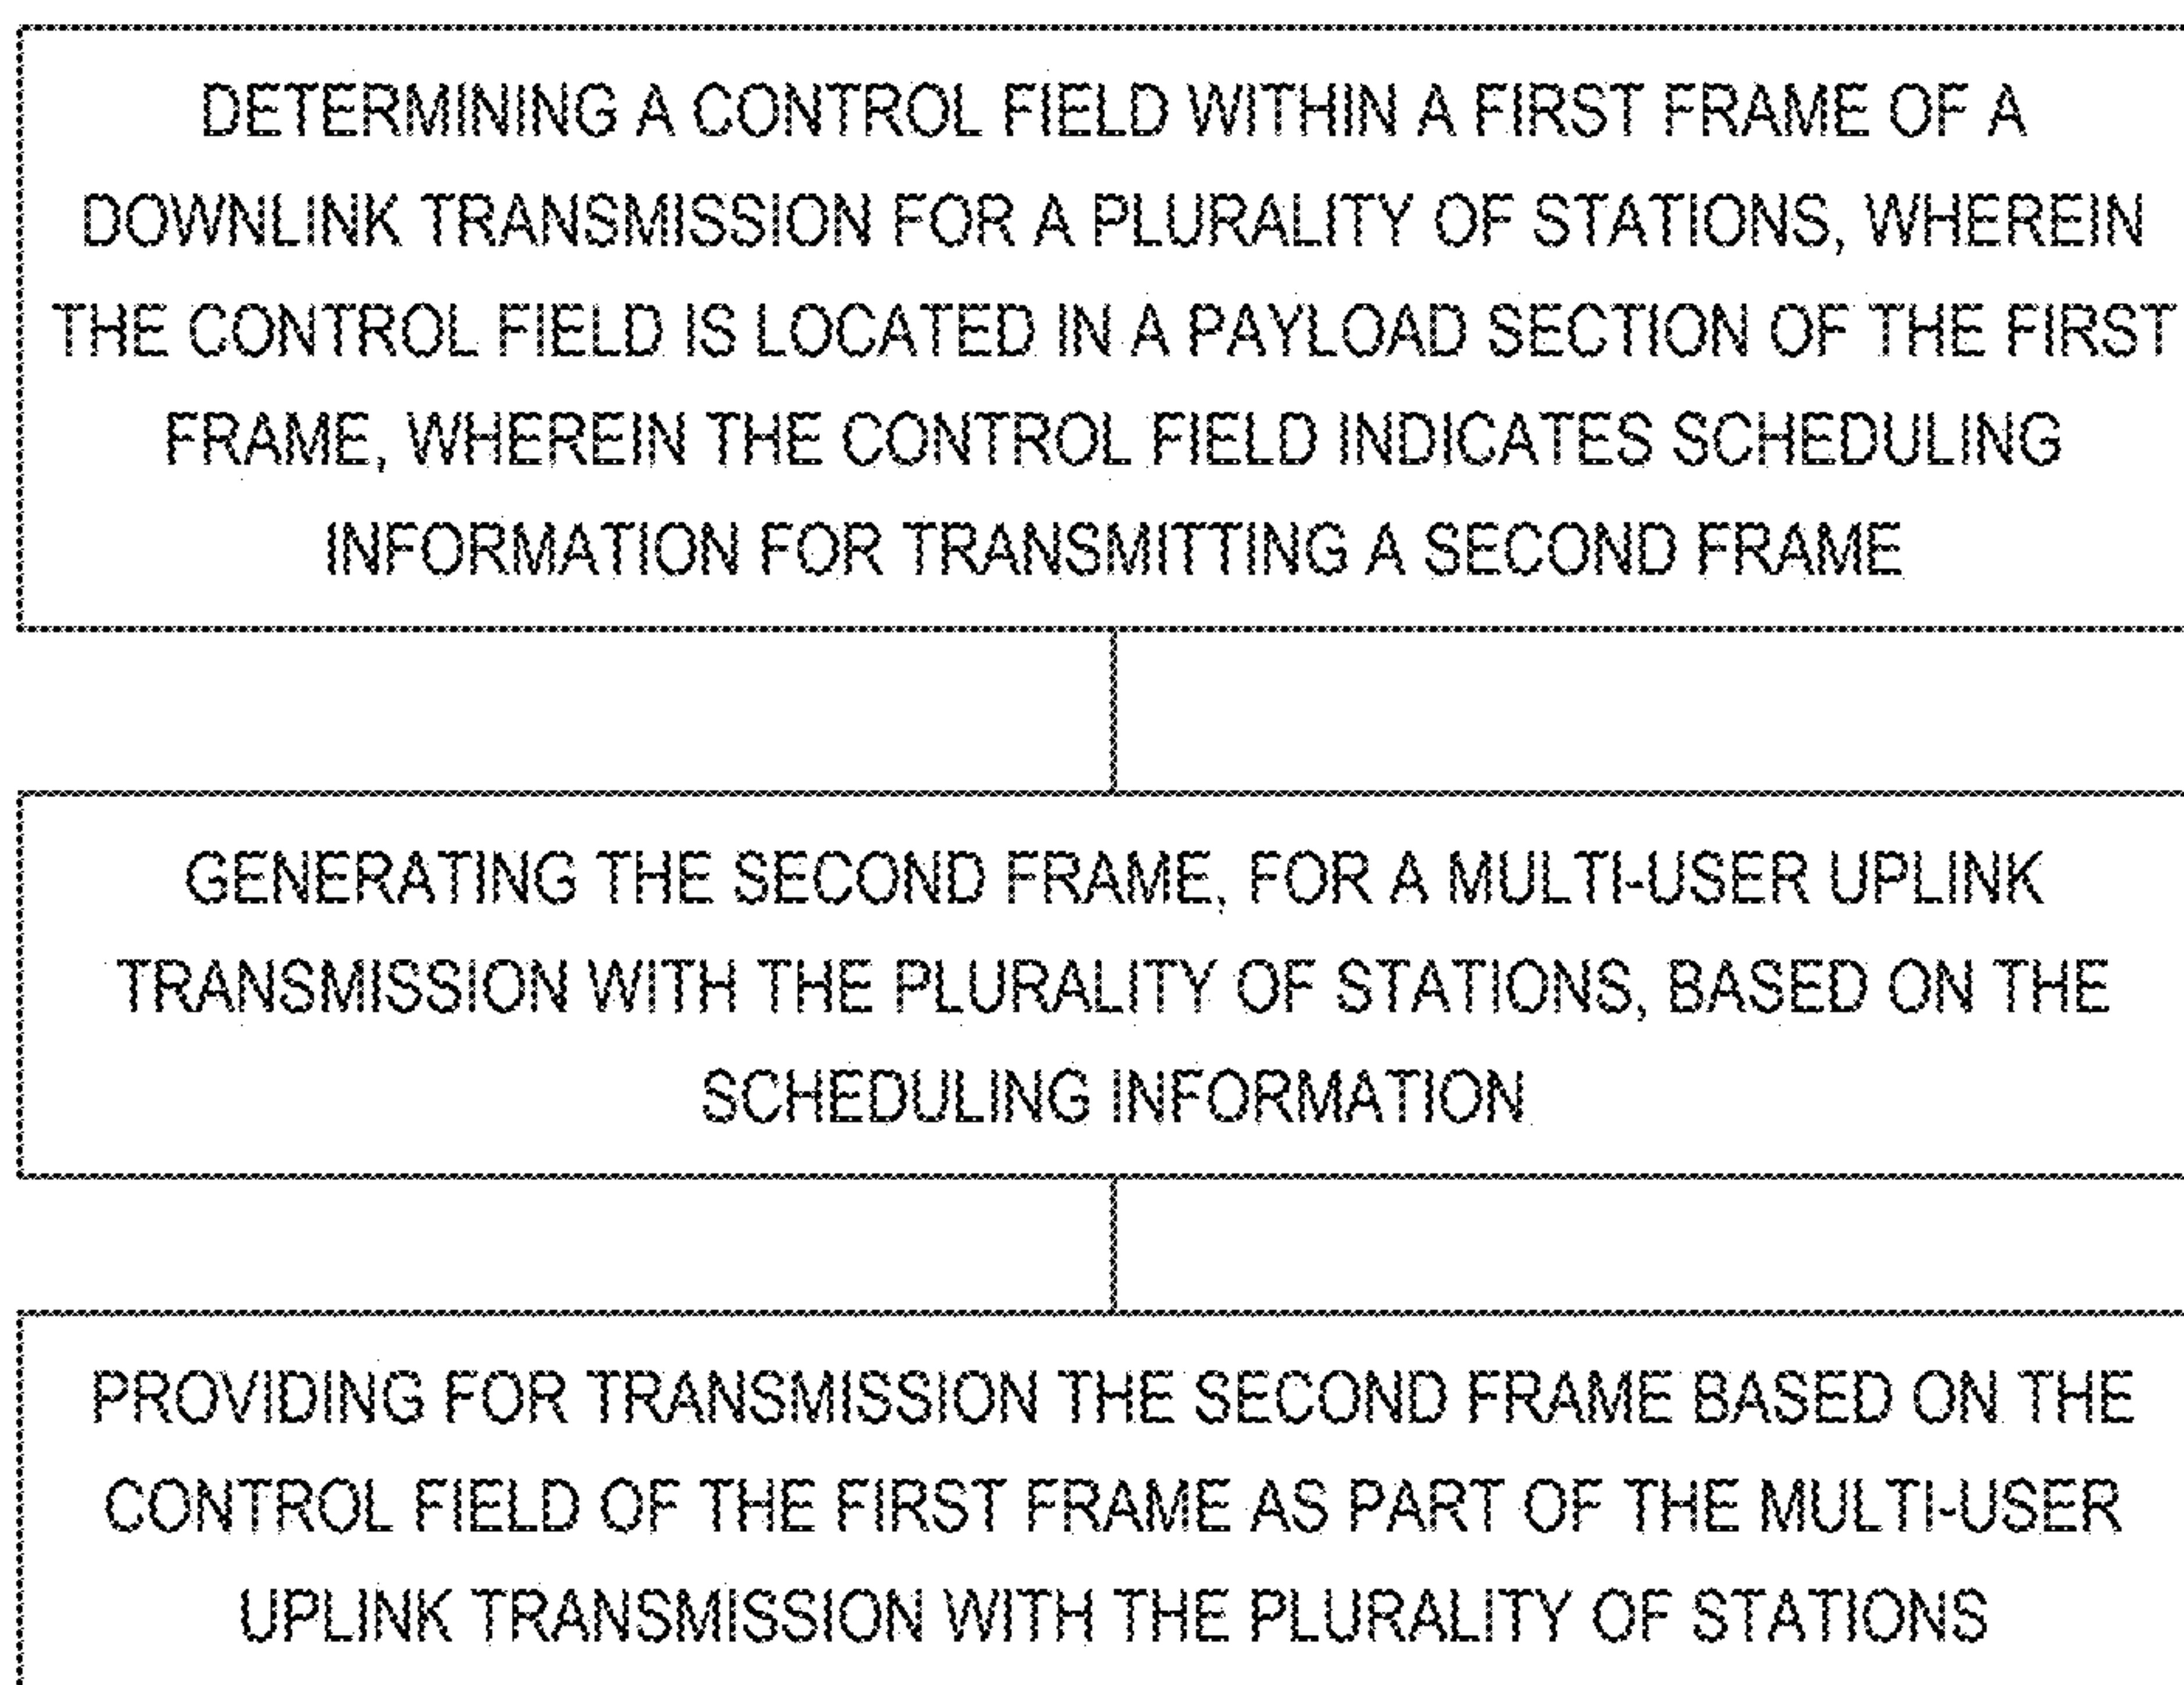 DETERMINING A CONTROL FIELD WITHIN A FIRST FRAME OF A
DOWNLINK TRANSMISSION FOR A PLURALITY OF STATIONS, WHEREIN
THE CONTROL FIELD IS LOCATED IN A PAYLOAD SECTION OF THE FIRST
FRAME, WHEREIN THE CONTROL FIELD INDICATES SCHEDULING
INFORMATION FOR TRANSMITTING A SECOND FRAME
GENERATING THE SECOND FRAME, FOR A MULTI-USER UPLINK
TRANSMISSION WITH THE PLURALITY OF STATIONS, BASED ON THE
SCHEDULING INFORMATION
PROVIDING FOR TRANSMISSION THE SECOND FRAME BASED ON THE
CONTROL FIELD OF THE FIRST FRAME AS PART OF THE MULTI-USER
UPLINK TRANSMISSION WITH THE PLURALITY OF STATIONS